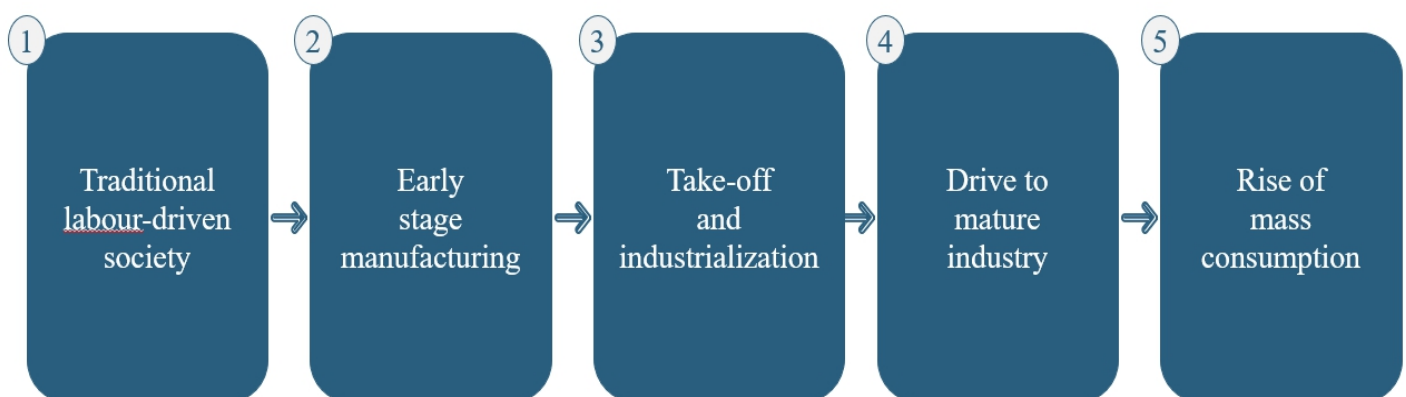 1
Traditional
labour-driven
society
2
Early
stage
manufacturing
3
Take-off
and
industrialization
4
Drive to
mature
industry
5
Rise of
mass
consumption